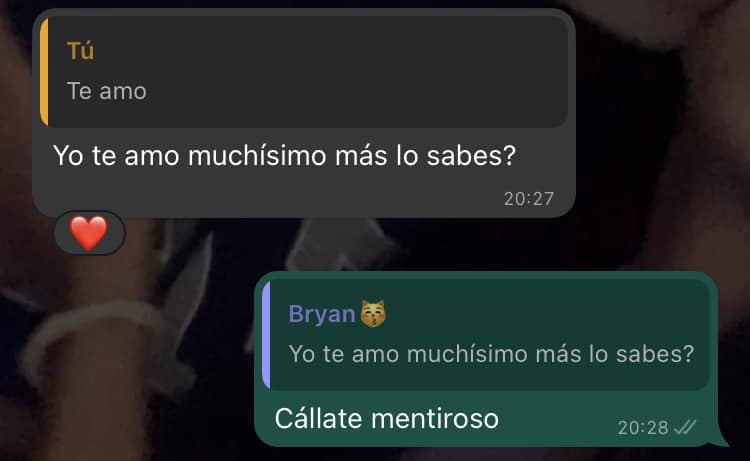 Tú
Te amo
Yo te amo muchísimo más lo sabes?
20:27
Bryan😽
Yo te amo muchísimo más lo sabes?
Cállate mentiroso
20:28